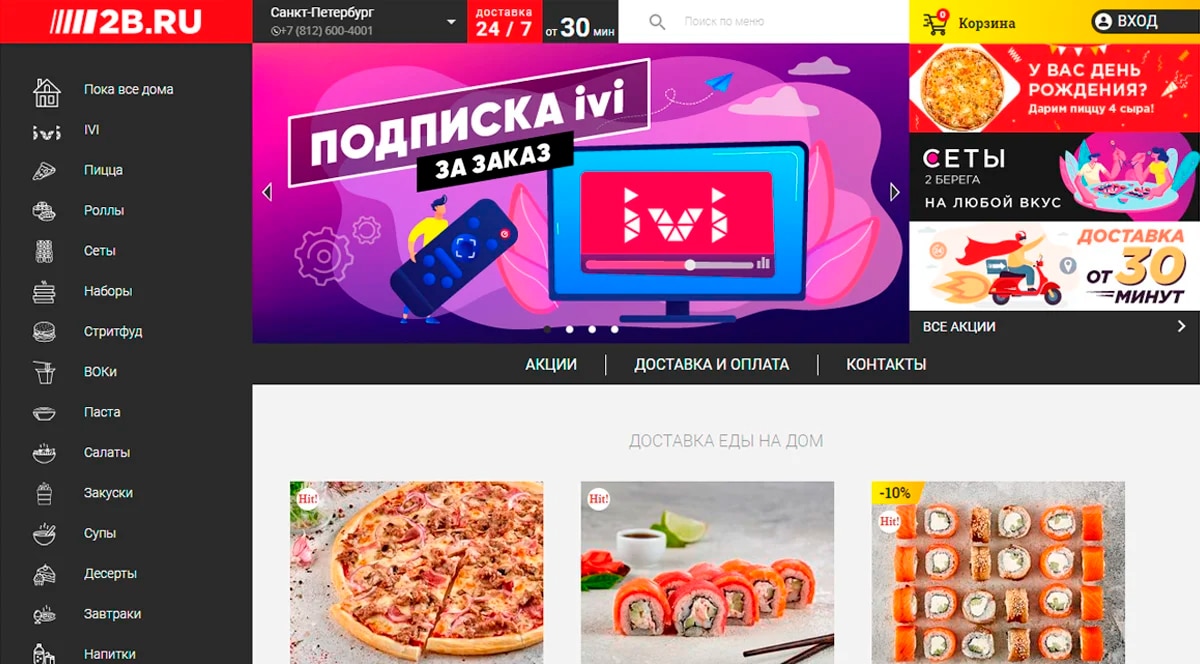 2B.RU
Санкт-Петербург
+7 (812) 600-4001
доставка
24 / 7
от 30 мин
Поиск по меню
0
Корзина
ВХОД
Пока все дома
IVI
Пицца
Роллы
Сеты
Наборы
Стритфуд
ВОКи
Паста
Салаты
Закуски
Супы
Десерты
Завтраки
Напитки
ПОДПИСКА ivi
ЗА ЗАКАЗ
ivi
У ВАС ДЕНЬ
РОЖДЕНИЯ?
Дарим пиццу 4 сыра!
СЕТЫ
2 БЕРЕГА
НА ЛЮБОЙ ВКУС
ДОСТАВКА
ОТ 30
МИНУТ
ВСЕ АКЦИИ
АКЦИИ
ДОСТАВКА И ОПЛАТА
КОНТАКТЫ
ДОСТАВКА ЕДЫ НА ДОМ
Hit!
Hit!
-10%
Hit!